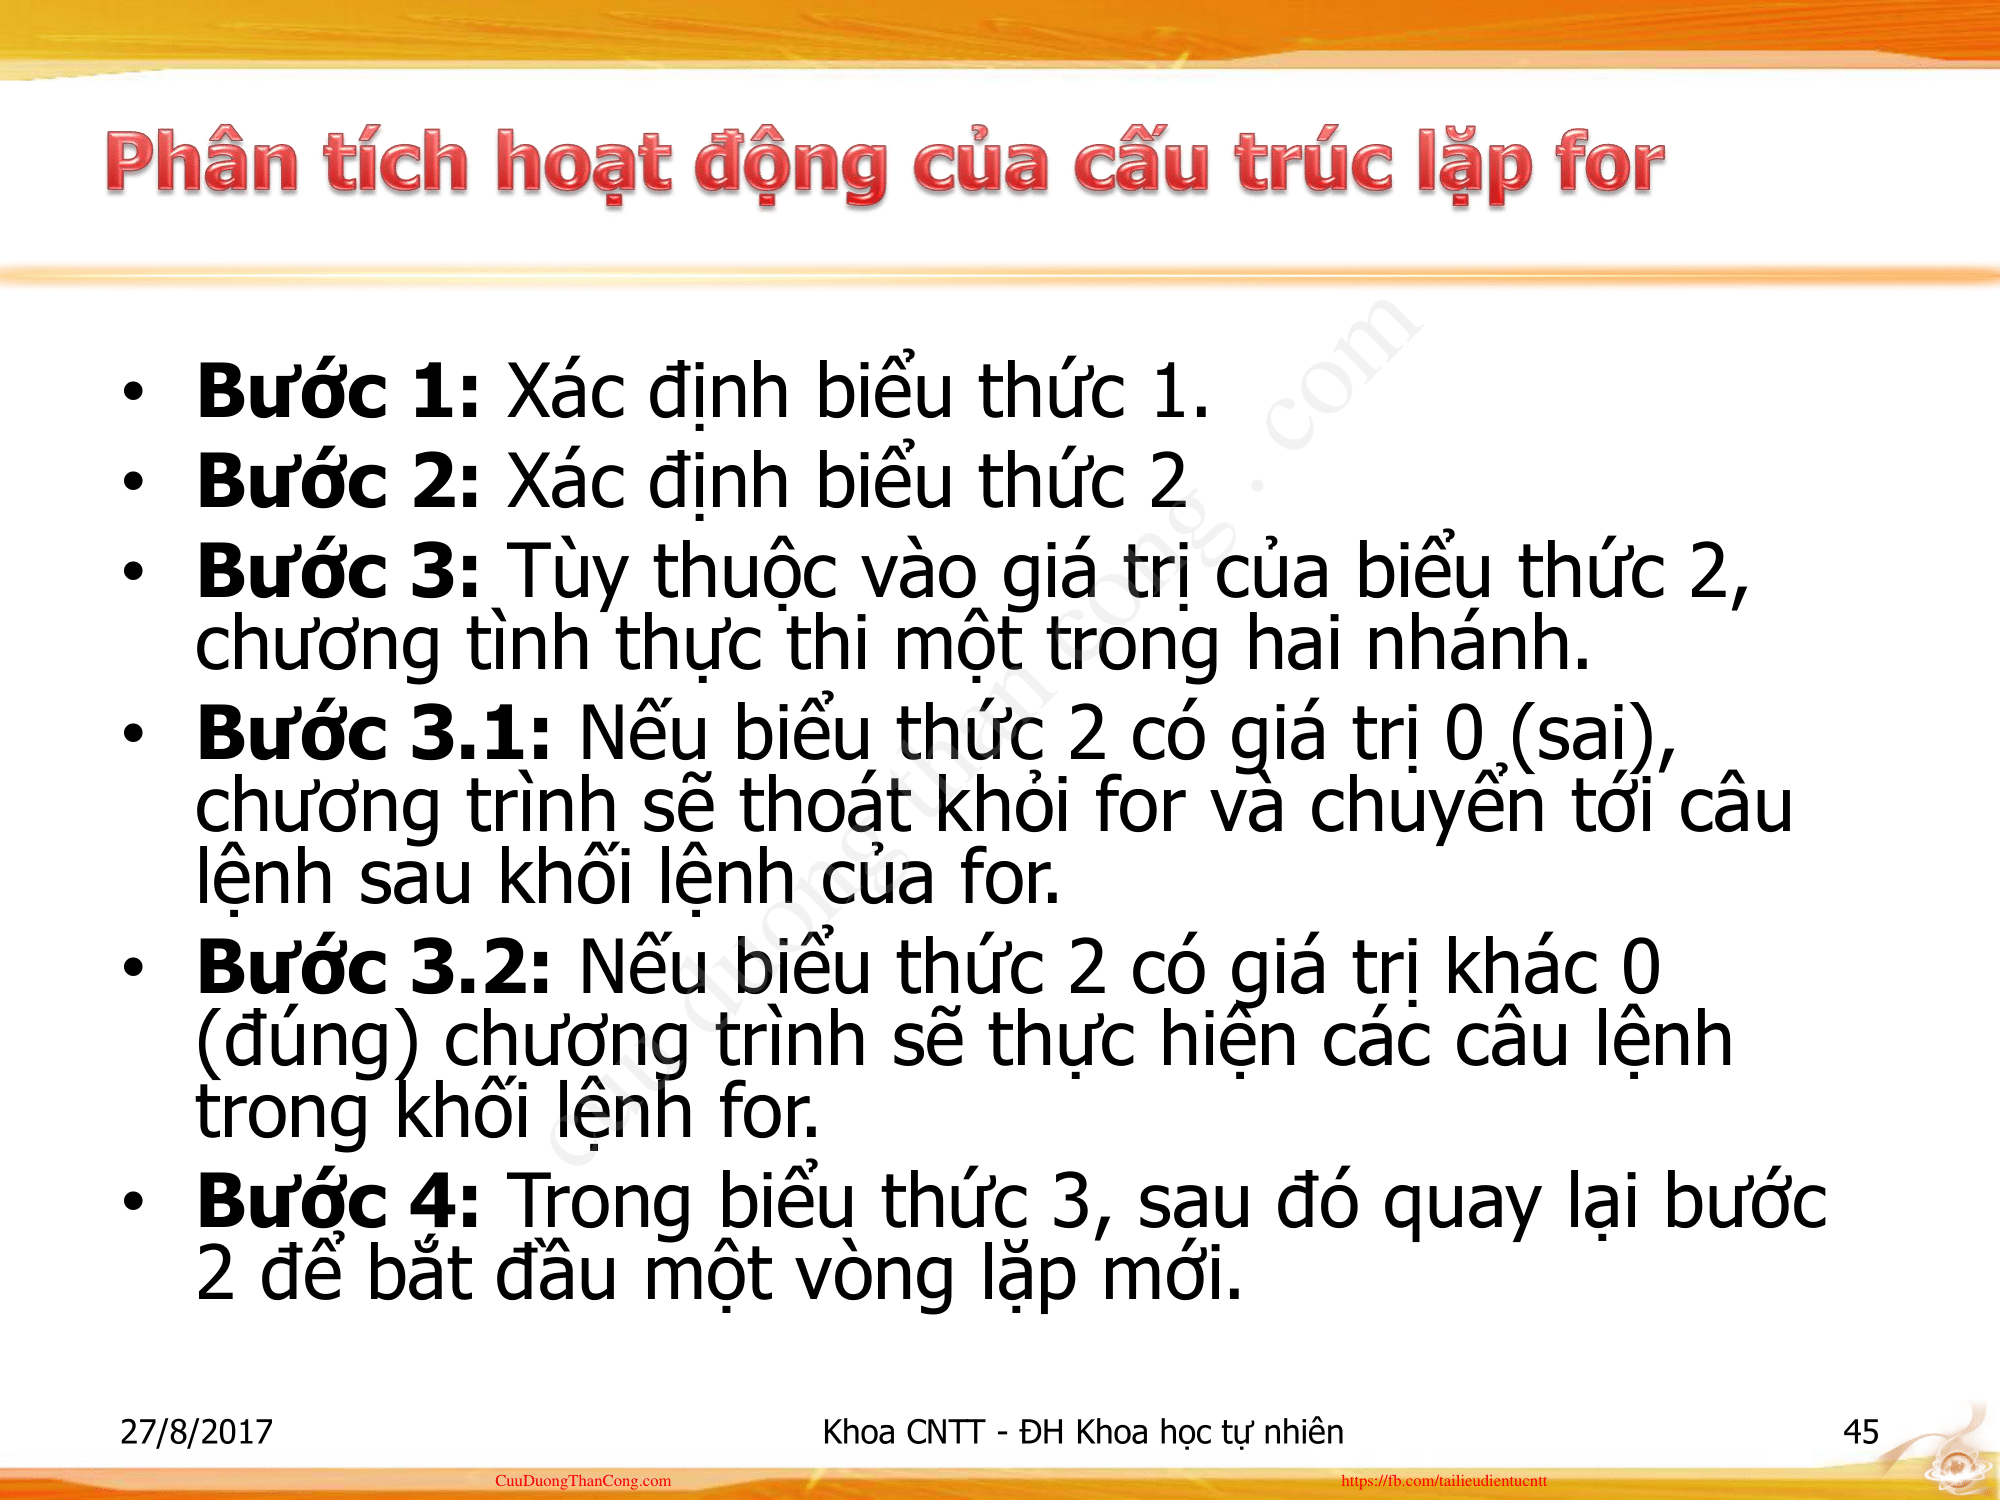 Phân tích hoạt động của cấu trúc lặp for
• Bước 1: Xác định biểu thức 1.
• Bước 2: Xác định biểu thức 2
• Bước 3: Tùy thuộc vào giá trị của biểu thức 2,
chương tình thực thi một trong hai nhánh.
• Bước 3.1: Nếu biểu thức 2 có giá trị 0 (sai),
chương trình sẽ thoát khỏi for và chuyển tới câu
lệnh sau khối lệnh của for.
• Bước 3.2: Nếu biểu thức 2 có giá trị khác 0
(đúng) chương trình sẽ thực hiện các câu lệnh
trong khối lệnh for.
• Bước 4: Trong biểu thức 3, sau đó quay lại bước
2 để bắt đầu một vòng lặp mới.
cuu duong than cong . com
27/8/2017
Khoa CNTT - ĐH Khoa học tự nhiên
45
CuuDuongThanCong.com
https://fb.com/tailieudientucntt